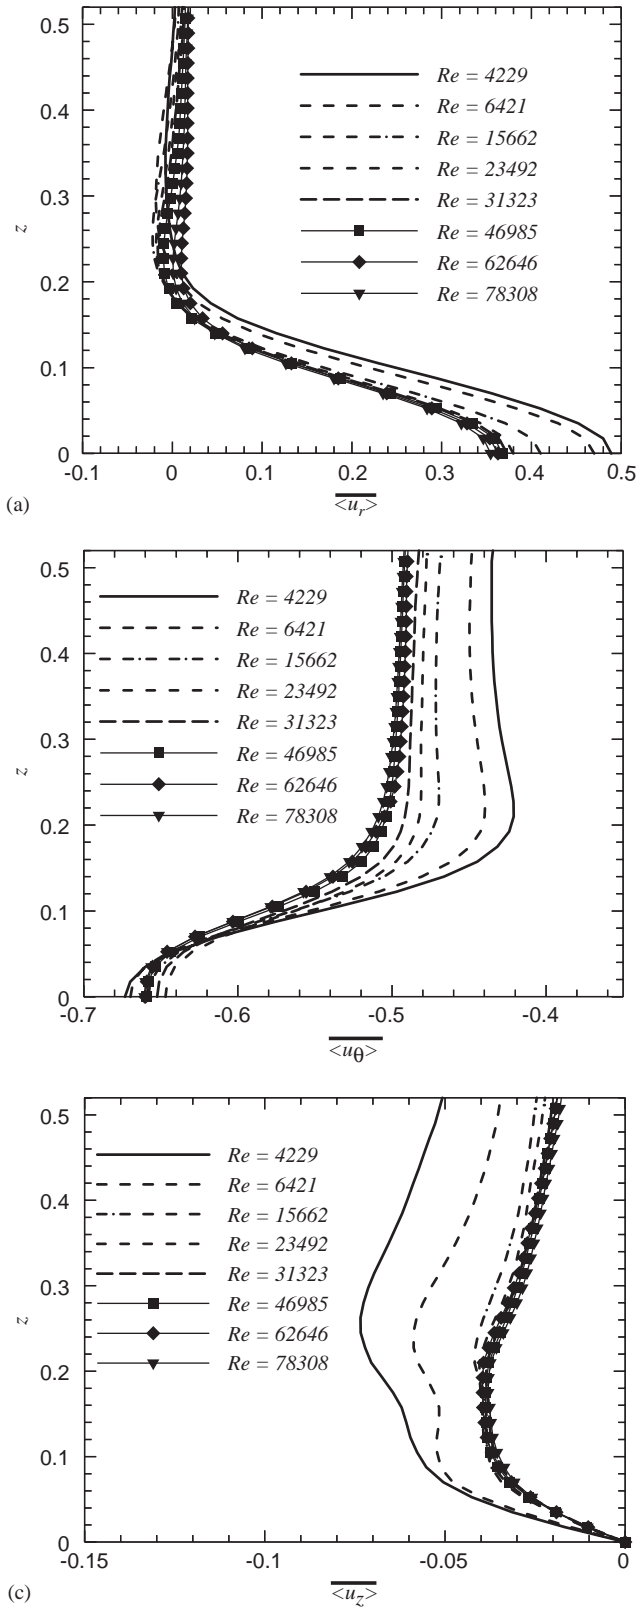 0.5
0.4
0.3
0.2
0.1
0
z
Re = 4229
Re = 6421
Re = 15662
Re = 23492
Re = 31323
Re = 46985
Re = 62646
Re = 78308
-0.1 0 0.1 0.2 0.3 0.4 0.5
(a)
<u_r>
0.5
0.4
0.3
0.2
0.1
0
z
Re = 4229
Re = 6421
Re = 15662
Re = 23492
Re = 31323
Re = 46985
Re = 62646
Re = 78308
-0.7 -0.6 -0.5 -0.4
<u_θ>
0.5
0.4
0.3
0.2
0.1
0
z
Re = 4229
Re = 6421
Re = 15662
Re = 23492
Re = 31323
Re = 46985
Re = 62646
Re = 78308
-0.15 -0.1 -0.05 0
(c)
<u_z>